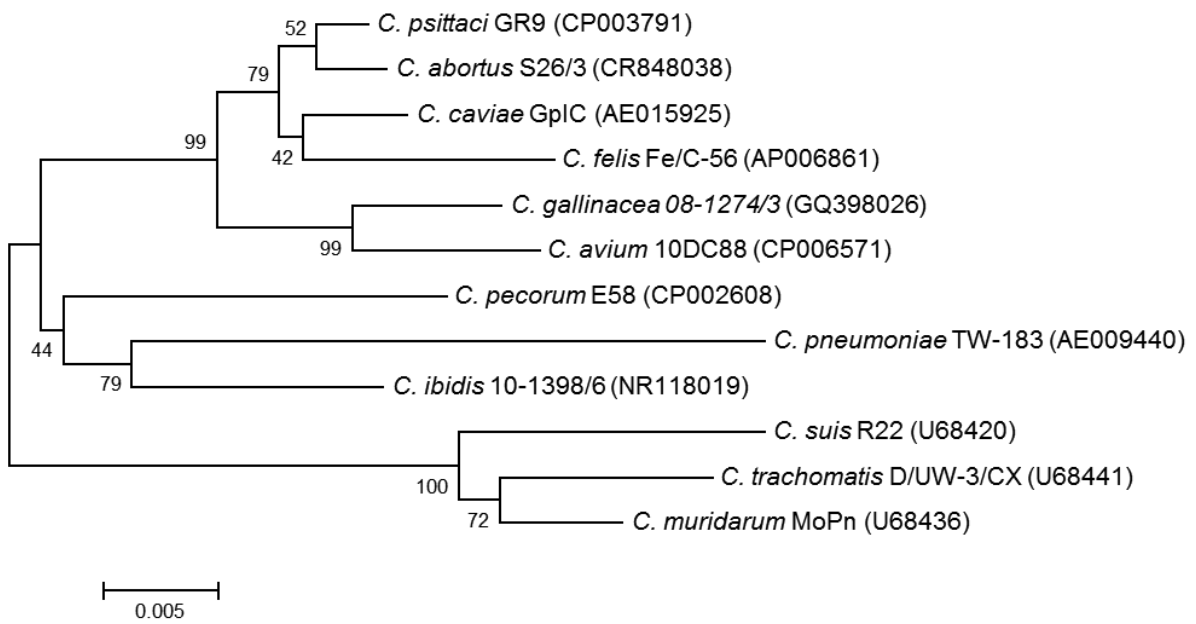 52
C. psittaci GR9 (CP003791)
C. abortus S26/3 (CR848038)
79
C. caviae GpIC (AE015925)
99
42
C. felis Fe/C-56 (AP006861)
C. gallinacea 08-1274/3 (GQ398026)
99
C. avium 10DC88 (CP006571)
C. pecorum E58 (CP002608)
44
C. pneumoniae TW-183 (AE009440)
79
C. ibidis 10-1398/6 (NR118019)
C. suis R22 (U68420)
100
C. trachomatis D/UW-3/CX (U68441)
72
C. muridarum MoPn (U68436)
0.005